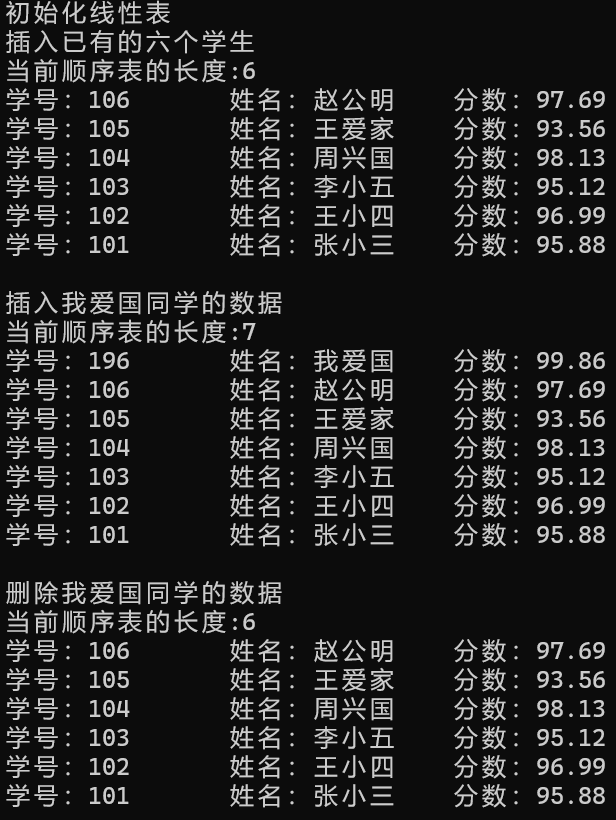 初始化线性表
插入已有的六个学生
当前顺序表的长度:6
学号: 106 姓名: 赵公明 分数: 97.69
学号: 105 姓名: 王爱家 分数: 93.56
学号: 104 姓名: 周兴国 分数: 98.13
学号: 103 姓名: 李小五 分数: 95.12
学号: 102 姓名: 王小四 分数: 96.99
学号: 101 姓名: 张小三 分数: 95.88
插入我爱国同学的数据
当前顺序表的长度:7
学号: 196 姓名: 我爱国 分数: 99.86
学号: 106 姓名: 赵公明 分数: 97.69
学号: 105 姓名: 王爱家 分数: 93.56
学号: 104 姓名: 周兴国 分数: 98.13
学号: 103 姓名: 李小五 分数: 95.12
学号: 102 姓名: 王小四 分数: 96.99
学号: 101 姓名: 张小三 分数: 95.88
删除我爱国同学的数据
当前顺序表的长度:6
学号: 106 姓名: 赵公明 分数: 97.69
学号: 105 姓名: 王爱家 分数: 93.56
学号: 104 姓名: 周兴国 分数: 98.13
学号: 103 姓名: 李小五 分数: 95.12
学号: 102 姓名: 王小四 分数: 96.99
学号: 101 姓名: 张小三 分数: 95.88